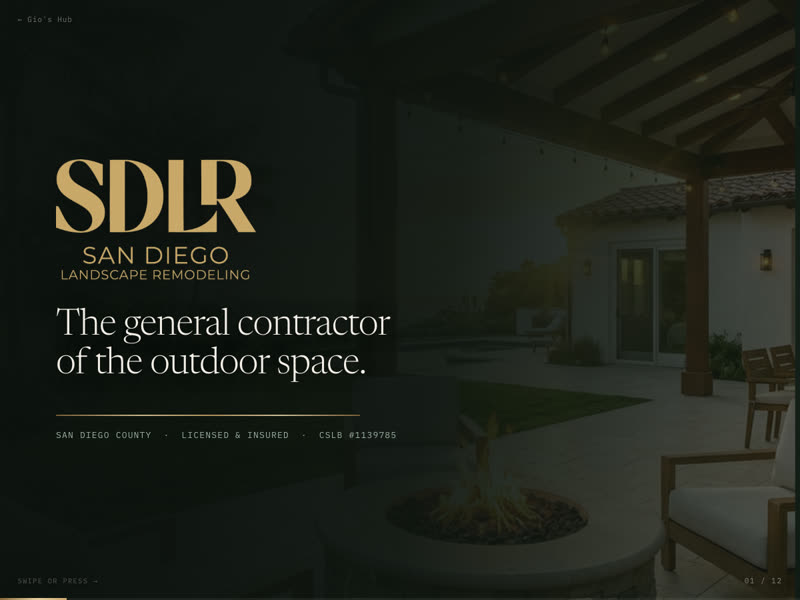 ← Gio's Hub
SDLR
SAN DIEGO
LANDSCAPE REMODELING
The general contractor
of the outdoor space.
SAN DIEGO COUNTY · LICENSED & INSURED · CSLB #1139785
SWIPE OR PRESS →
01 / 12